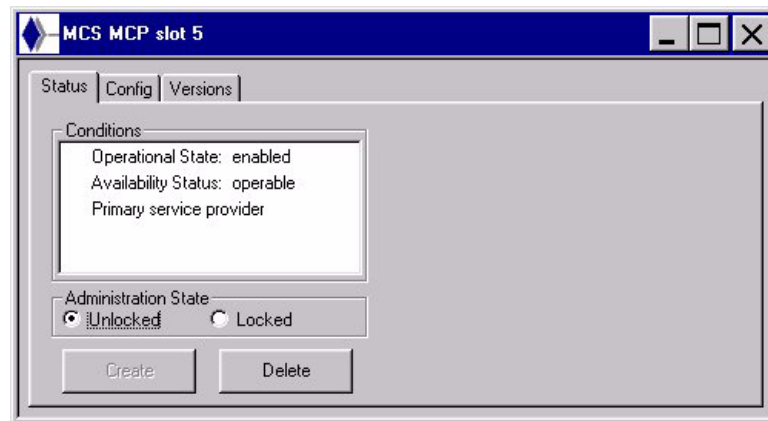 MCS MCP slot 5
Status Config Versions
Conditions
Operational State: enabled
Availability Status: operable
Primary service provider
Administration State
Unlocked Locked
Create Delete